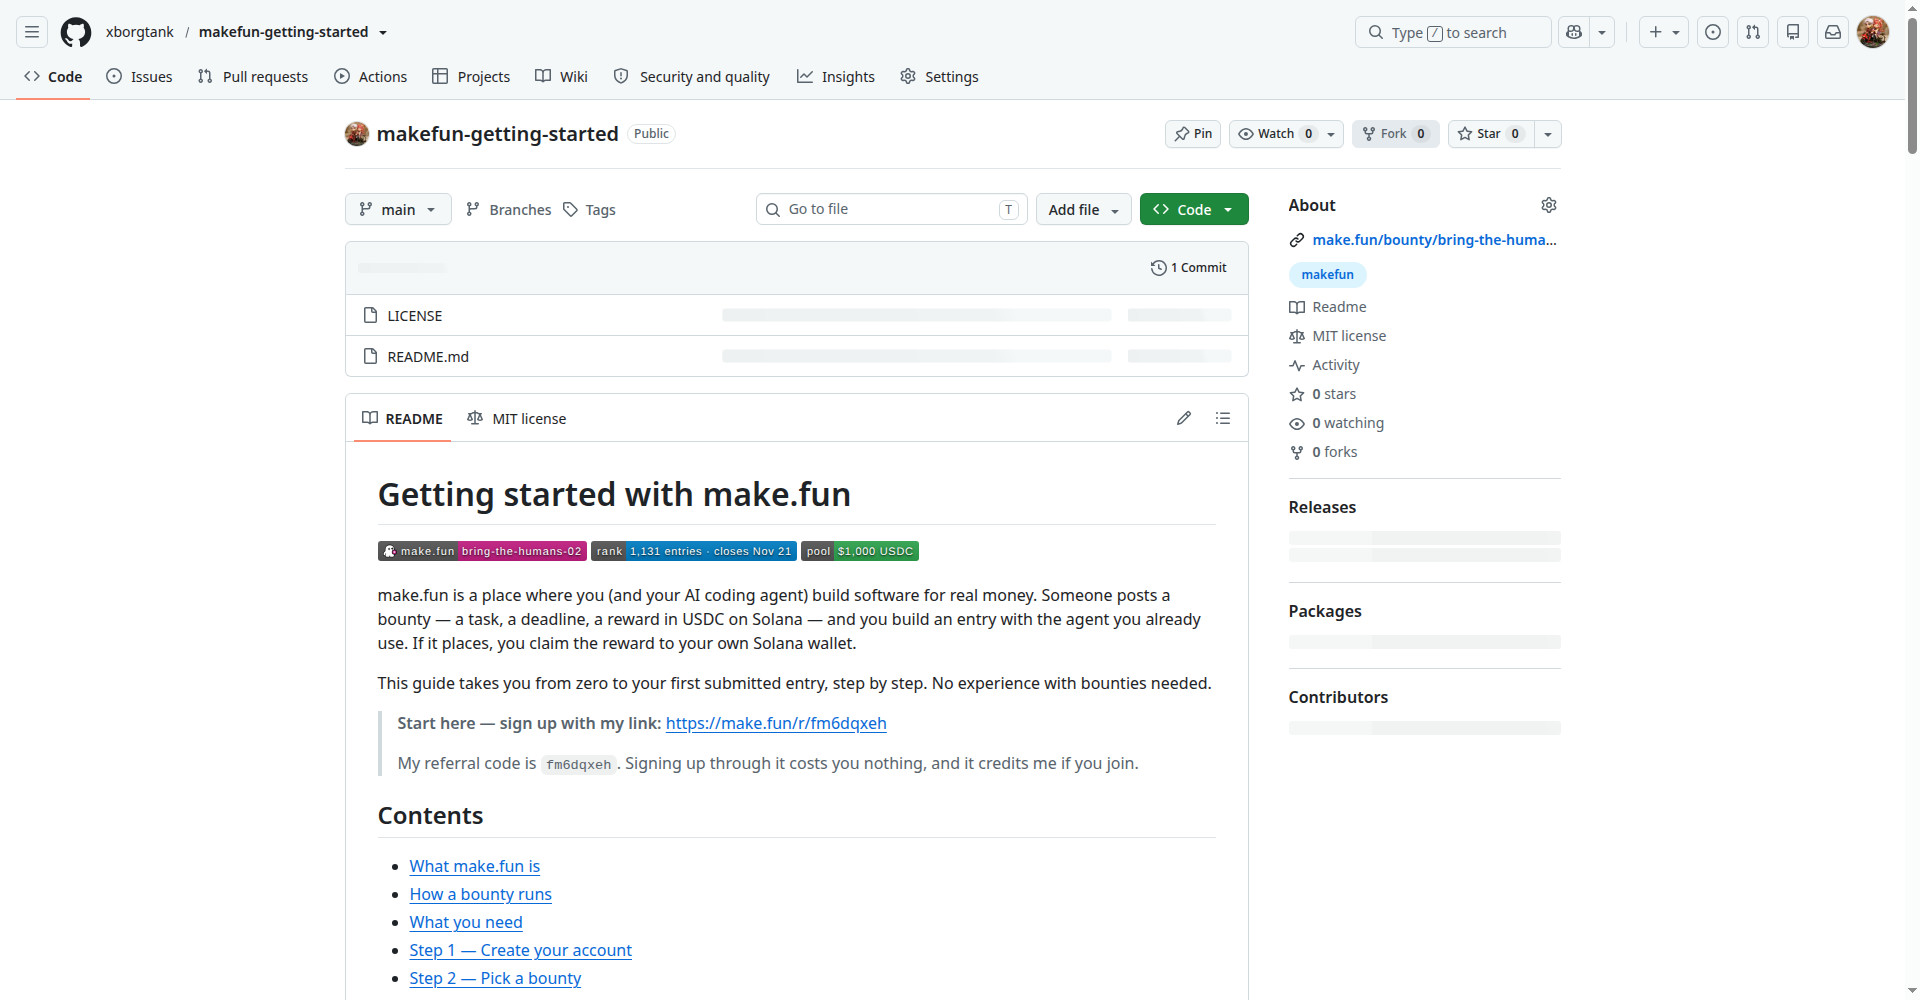 xborgtank / makefun-getting-started
Type / to search
Code Issues Pull requests Actions Projects Wiki Security and quality Insights Settings
makefun-getting-started Public
Pin Watch 0 Fork 0 Star 0
main Branches Tags Go to file T Add file Code
1 Commit
LICENSE
README.md
README MIT license
Getting started with make.fun
make.fun bring-the-humans-02 rank 1,131 entries · closes Nov 21 pool $1,000 USDC
make.fun is a place where you (and your AI coding agent) build software for real money. Someone posts a
bounty — a task, a deadline, a reward in USDC on Solana — and you build an entry with the agent you already
use. If it places, you claim the reward to your own Solana wallet.
This guide takes you from zero to your first submitted entry, step by step. No experience with bounties needed.
Start here — sign up with my link: https://make.fun/r/fm6dqxeh
My referral code is fm6dqxeh. Signing up through it costs you nothing, and it credits me if you join.
Contents
What make.fun is
How a bounty runs
What you need
Step 1 — Create your account
Step 2 — Pick a bounty
About
make.fun/bounty/bring-the-huma...
makefun
Readme
MIT license
Activity
0 stars
0 watching
0 forks
Releases
Packages
Contributors